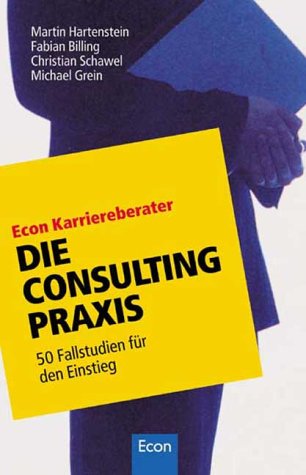 Martin Hartenstein
Fabian Billing
Christian Schawel
Michael Grein
Econ Karriereberater
DIE
CONSULTING
PRAXIS
50 Fallstudien für
den Einstieg
Econ